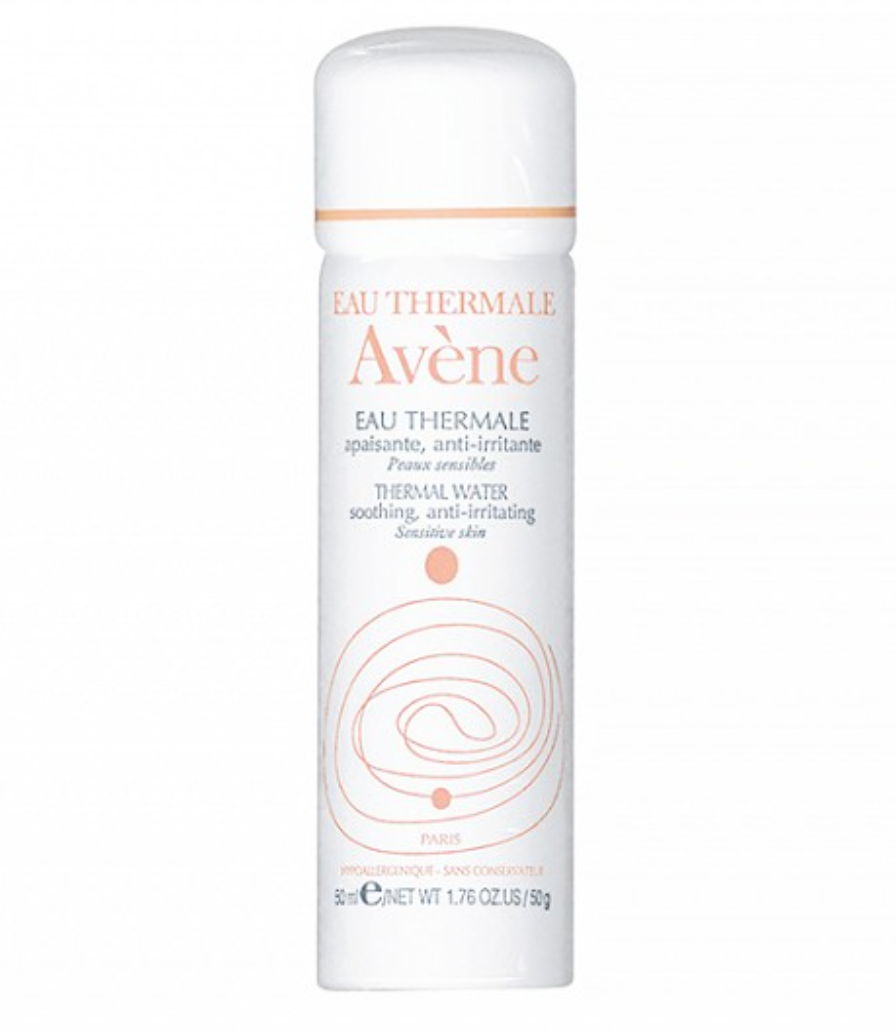 EAU THERMALE
Avène
EAU THERMALE
apaisante, anti-irritante
Peaux sensibles
THERMAL WATER
soothing, anti-irritating
Sensitive skin
PARIS
HYPOALLERGENIQUE - SANS CONSERVATEUR
50 ml e/NET WT 1.76 OZ.US / 50 g